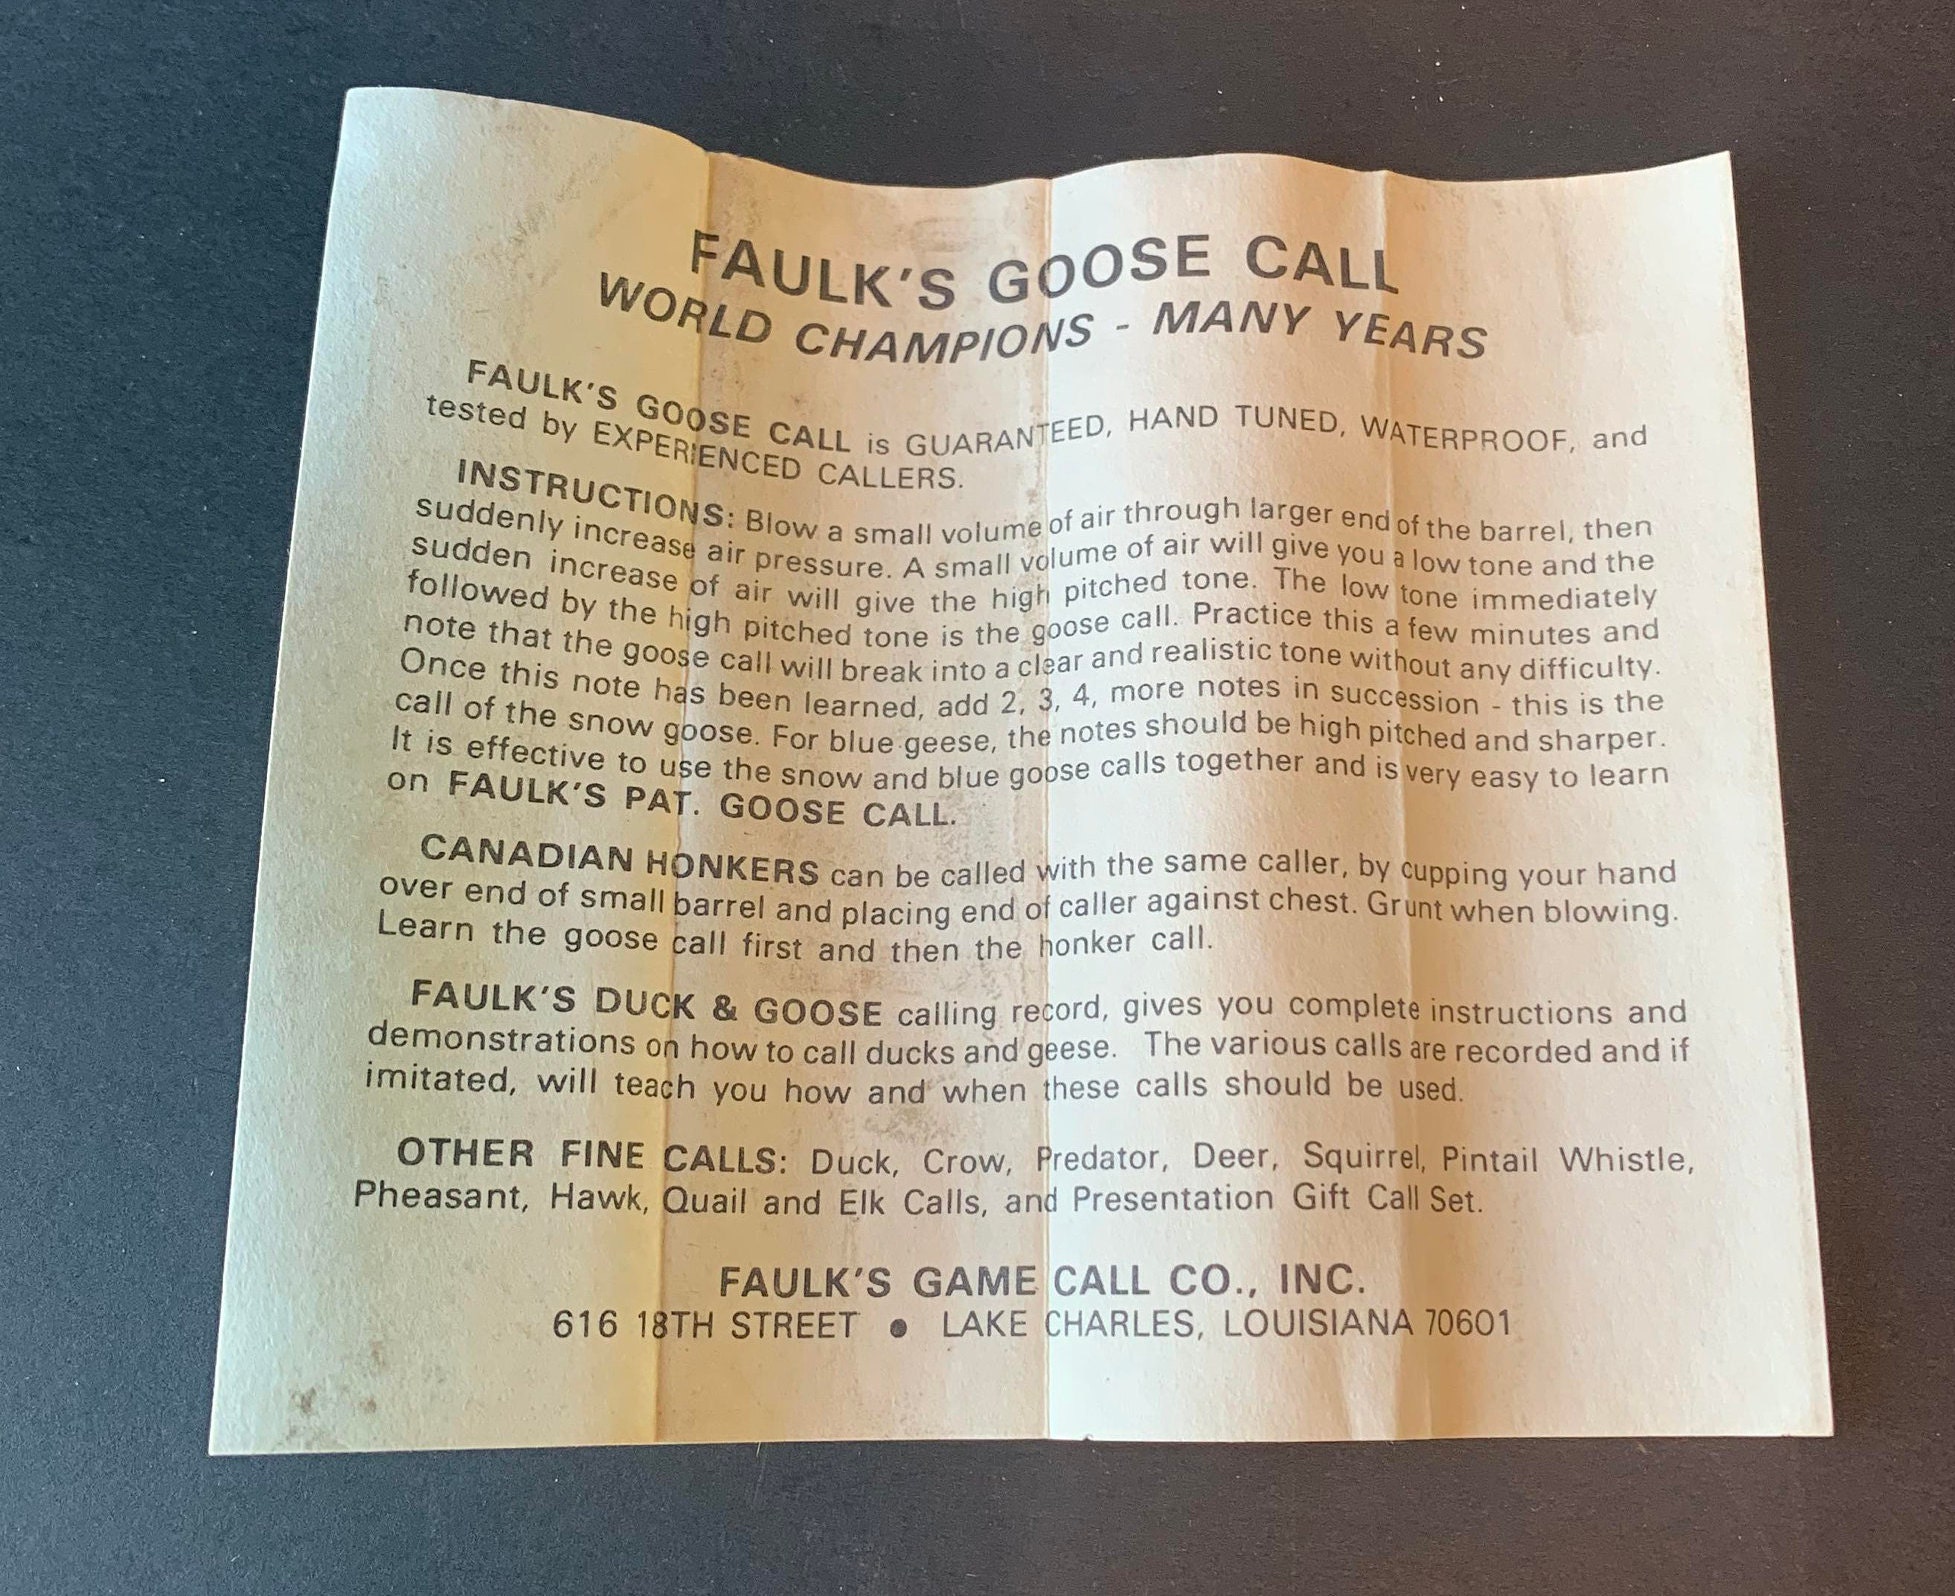 FAULK'S GOOSE CALL
WORLD CHAMPIONS - MANY YEARS
FAULK'S GOOSE CALL is GUARANTEED, HAND TUNED, WATERPROOF, and
tested by EXPERIENCED CALLERS.
INSTRUCTIONS: Blow a small volume of air through larger end of the barrel, then
suddenly increase air pressure. A small volume of air will give you a low tone and the
sudden increase of air will give the high pitched tone. The low tone immediately
followed by the high pitched tone is the goose call. Practice this a few minutes and
note that the goose call will break into a clear and realistic tone without any difficulty.
Once this note has been learned, add 2, 3, 4, more notes in succession - this is the
call of the snow goose. For blue geese, the notes should be high pitched and sharper.
It is effective to use the snow and blue goose calls together and is very easy to learn
on FAULK'S PAT. GOOSE CALL.
CANADIAN HONKERS can be called with the same caller, by cupping your hand
over end of small barrel and placing end of caller against chest. Grunt when blowing.
Learn the goose call first and then the honker call.
FAULK'S DUCK & GOOSE calling record, gives you complete instructions and
demonstrations on how to call ducks and geese. The various calls are recorded and if
imitated, will teach you how and when these calls should be used.
OTHER FINE CALLS: Duck, Crow, Predator, Deer, Squirrel, Pintail Whistle,
Pheasant, Hawk, Quail and Elk Calls, and Presentation Gift Call Set.
FAULK'S GAME CALL CO., INC.
616 18TH STREET ● LAKE CHARLES, LOUISIANA 70601